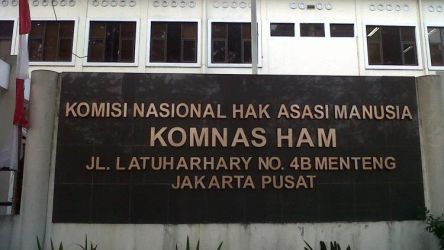 KOMISI NASIONAL HAK ASASI MANUSIA
KOMNAS HAM
JL. LATUHARHARY NO. 4B MENTENG
JAKARTA PUSAT